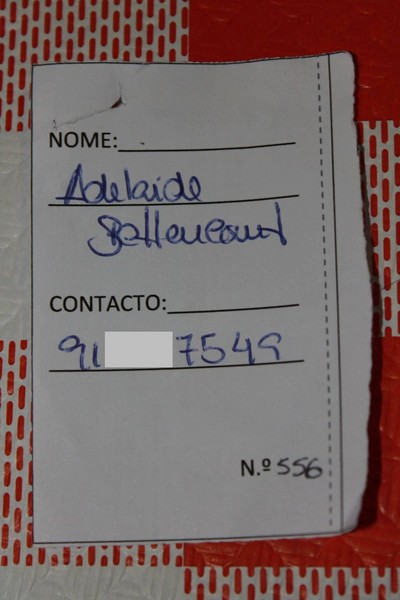 NOME:
Adelaide
Bettencourt
CONTACTO:
91 7549
N.º 556